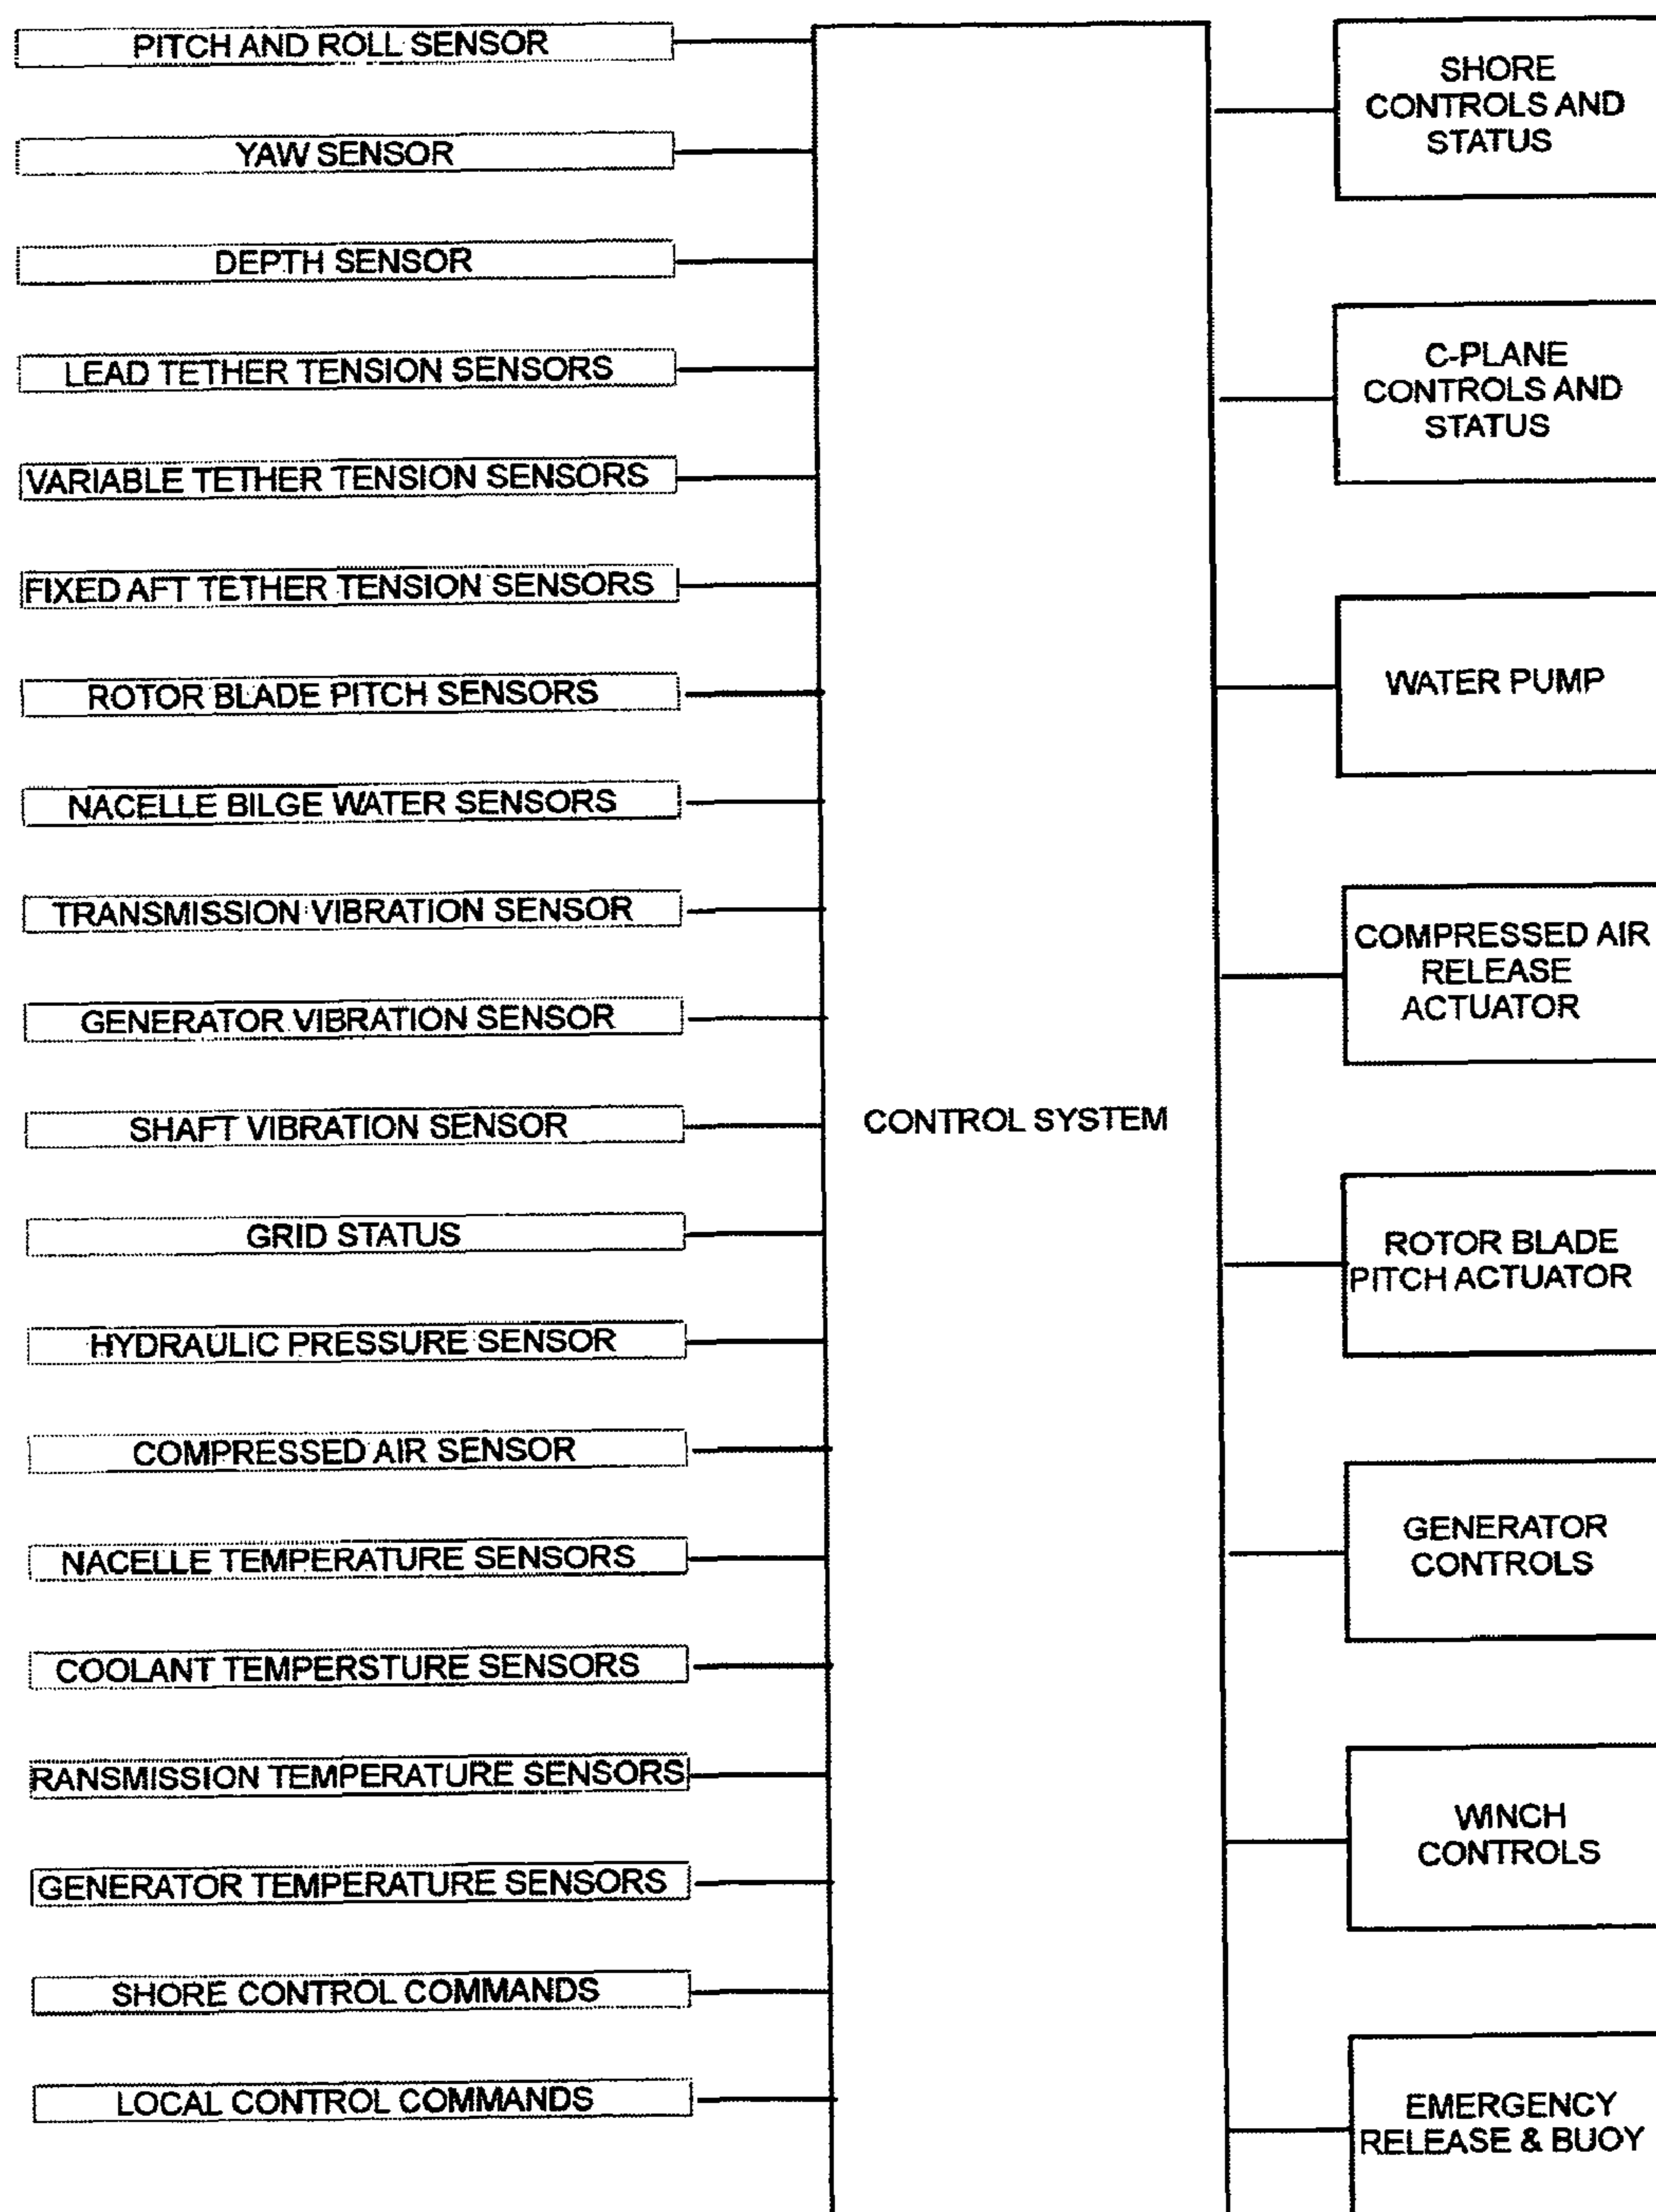 PITCH AND ROLL SENSOR
YAW SENSOR
DEPTH SENSOR
LEAD TETHER TENSION SENSORS
VARIABLE TETHER TENSION SENSORS
FIXED AFT TETHER TENSION SENSORS
ROTOR BLADE PITCH SENSORS
NACELLE BILGE WATER SENSORS
TRANSMISSION VIBRATION SENSOR
GENERATOR VIBRATION SENSOR
SHAFT VIBRATION SENSOR
GRID STATUS
HYDRAULIC PRESSURE SENSOR
COMPRESSED AIR SENSOR
NACELLE TEMPERATURE SENSORS
COOLANT TEMPERSTURE SENSORS
RANSMISSION TEMPERATURE SENSORS
GENERATOR TEMPERATURE SENSORS
SHORE CONTROL COMMANDS
LOCAL CONTROL COMMANDS
CONTROL SYSTEM
SHORE
CONTROLS AND
STATUS
C-PLANE
CONTROLS AND
STATUS
WATER PUMP
COMPRESSED AIR
RELEASE
ACTUATOR
ROTOR BLADE
PITCH ACTUATOR
GENERATOR
CONTROLS
WINCH
CONTROLS
EMERGENCY
RELEASE & BUOY